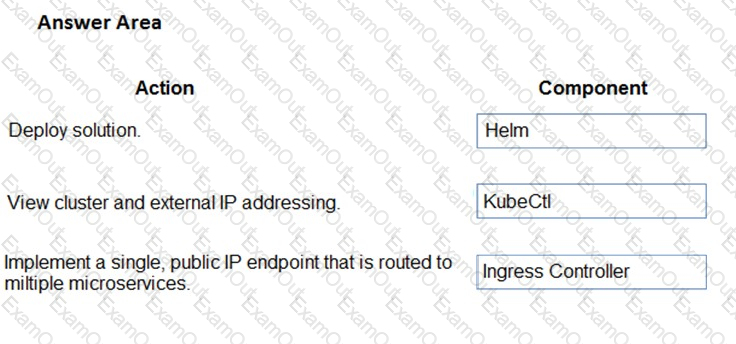 Answer Area
Action Component
Deploy solution. Helm
View cluster and external IP addressing. KubeCtl
Implement a single, public IP endpoint that is routed to Ingress Controller
miltiple microservices.